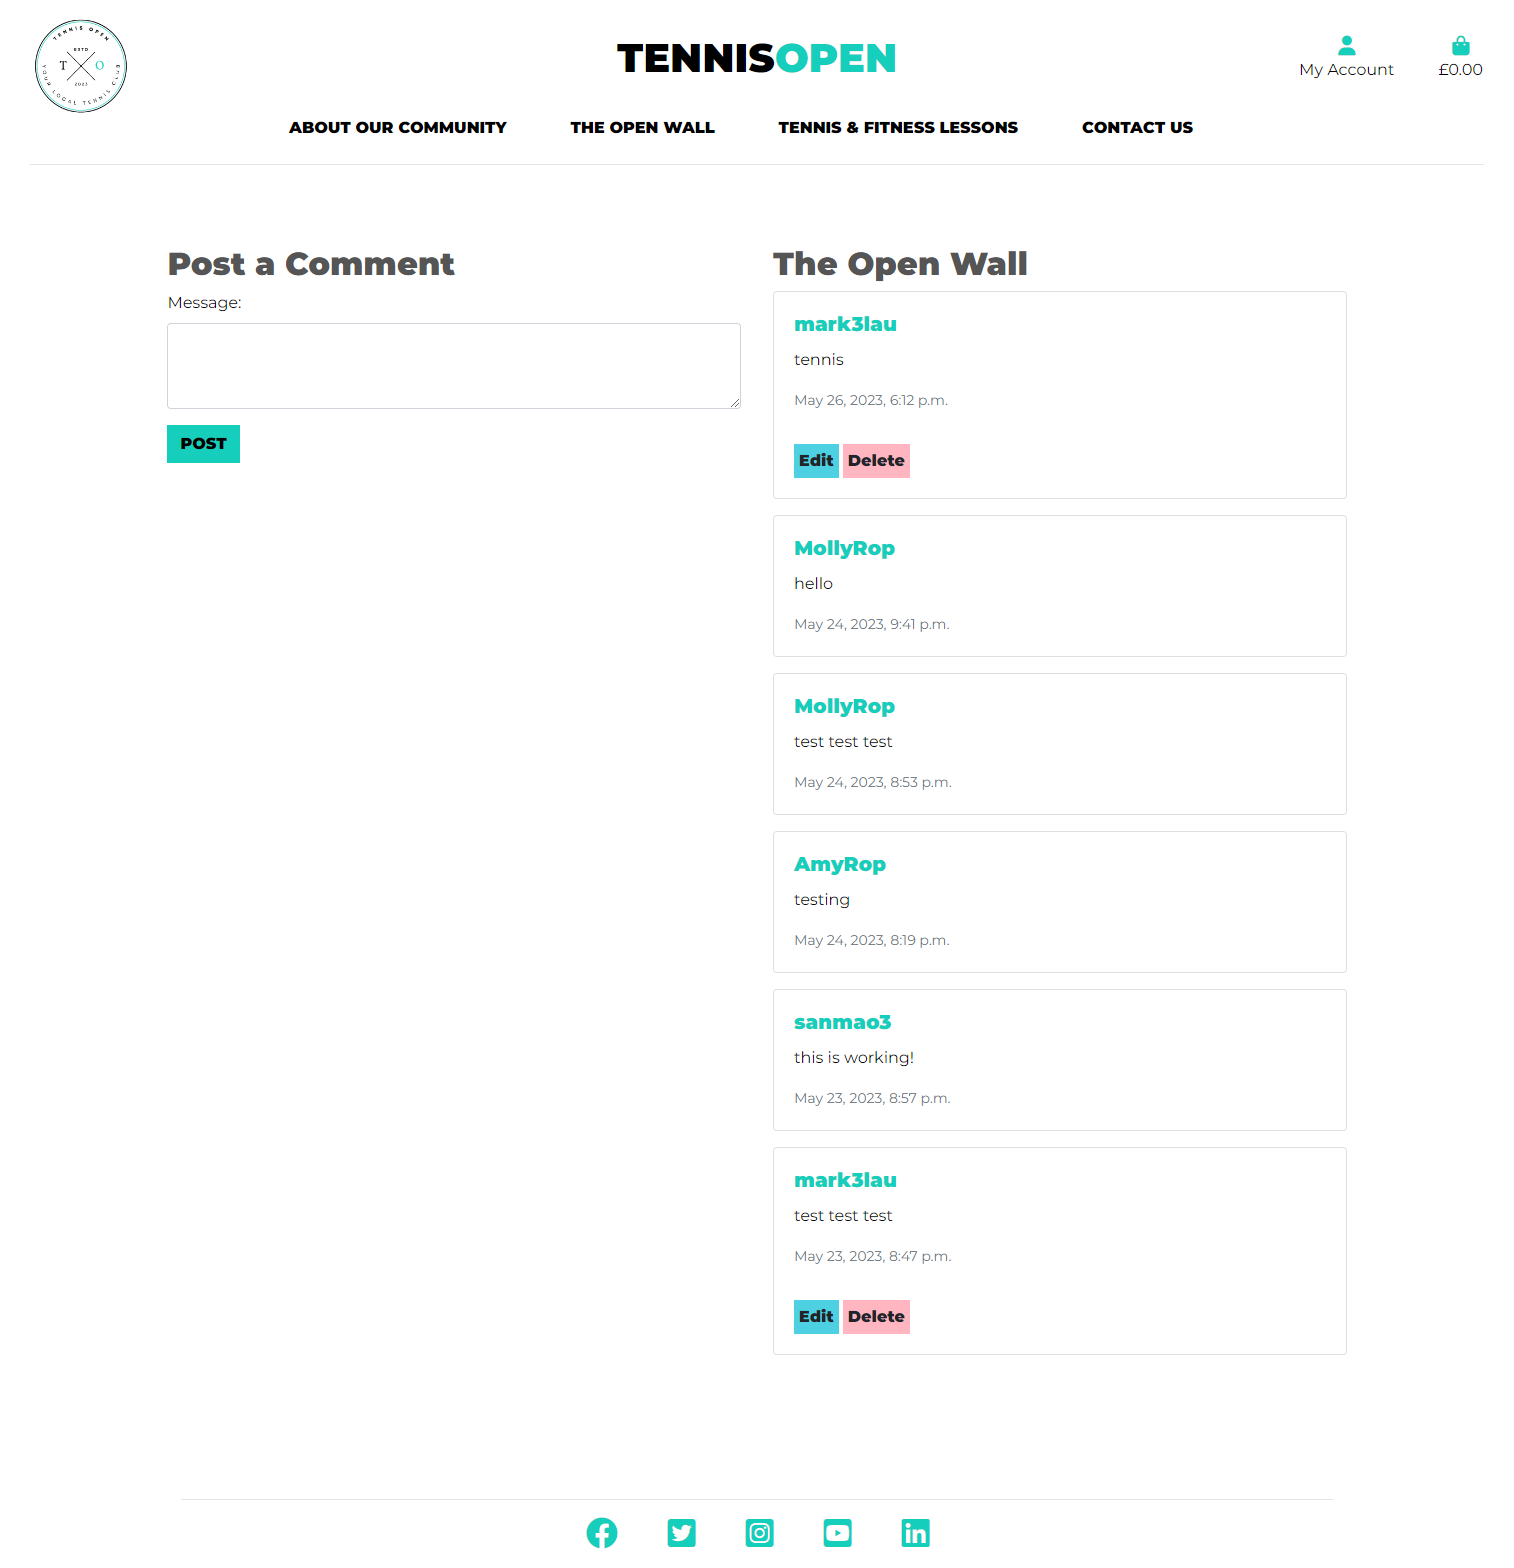 TENNIS OPEN
ESTD
T O
2023
YOUR LOCAL TENNIS CLUB
TENNISOPEN
My Account
£0.00
ABOUT OUR COMMUNITY
THE OPEN WALL
TENNIS & FITNESS LESSONS
CONTACT US
Post a Comment
Message:
POST
The Open Wall
mark3lau
tennis
May 26, 2023, 6:12 p.m.
Edit Delete
MollyRop
hello
May 24, 2023, 9:41 p.m.
MollyRop
test test test
May 24, 2023, 8:53 p.m.
AmyRop
testing
May 24, 2023, 8:19 p.m.
sanmao3
this is working!
May 23, 2023, 8:57 p.m.
mark3lau
test test test
May 23, 2023, 8:47 p.m.
Edit Delete